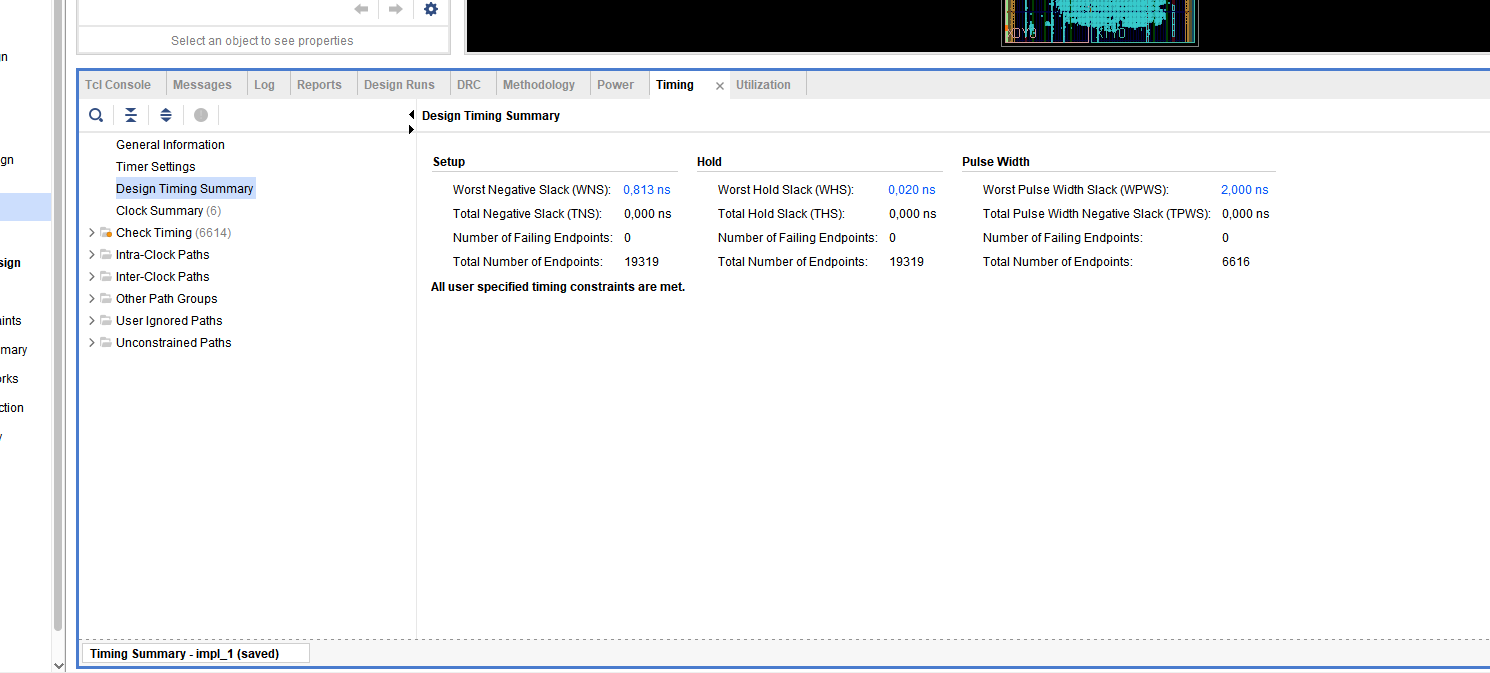 Select an object to see properties
X0Y0 X1Y0
Tcl Console Messages Log Reports Design Runs DRC Methodology Power Timing Utilization
Design Timing Summary
General Information
Timer Settings
Design Timing Summary
Clock Summary (6)
Check Timing (6614)
Intra-Clock Paths
Inter-Clock Paths
Other Path Groups
User Ignored Paths
Unconstrained Paths
Setup
Worst Negative Slack (WNS): 0,813 ns
Total Negative Slack (TNS): 0,000 ns
Number of Failing Endpoints: 0
Total Number of Endpoints: 19319
Hold
Worst Hold Slack (WHS): 0,020 ns
Total Hold Slack (THS): 0,000 ns
Number of Failing Endpoints: 0
Total Number of Endpoints: 19319
Pulse Width
Worst Pulse Width Slack (WPWS): 2,000 ns
Total Pulse Width Negative Slack (TPWS): 0,000 ns
Number of Failing Endpoints: 0
Total Number of Endpoints: 6616
All user specified timing constraints are met.
Timing Summary - impl_1 (saved)
gn
sign
aints
mary
orks
ction